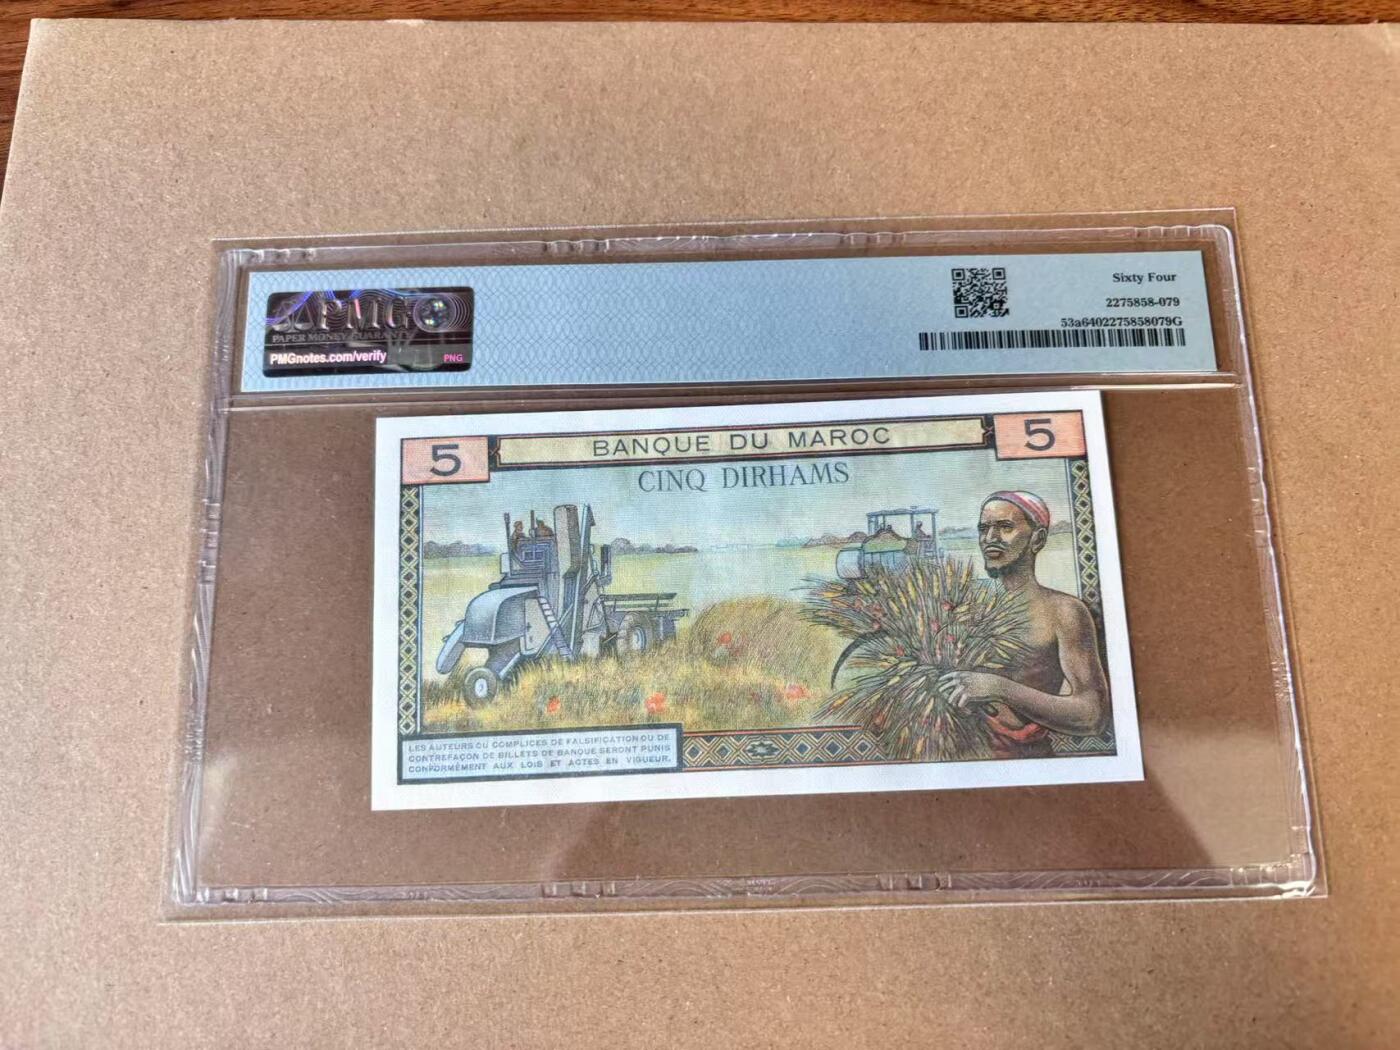 PMG
PAPER MONEY GUARANTY
PMGnotes.com/verify
PNG
Sixty Four
2275858-079
53a6402275858079G
5
BANQUE DU MAROC
5
CINQ DIRHAMS
LES AUTEURS OU COMPLICES DE FALSIFICATION OU DE
CONTREFAÇON DE BILLETS DE BANQUE SERONT PUNIS
CONFORMÉMENT AUX LOIS ET ACTES EN VIGUEUR.